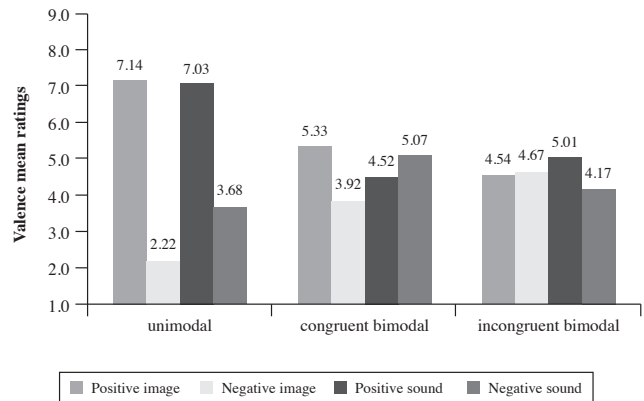 9.0
8.0
7.0
6.0
5.0
4.0
3.0
2.0
1.0
Valence mean ratings
7.14
2.22
7.03
3.68
5.33
3.92
4.52
5.07
4.54
4.67
5.01
4.17
unimodal
congruent bimodal
incongruent bimodal
Positive image
Negative image
Positive sound
Negative sound